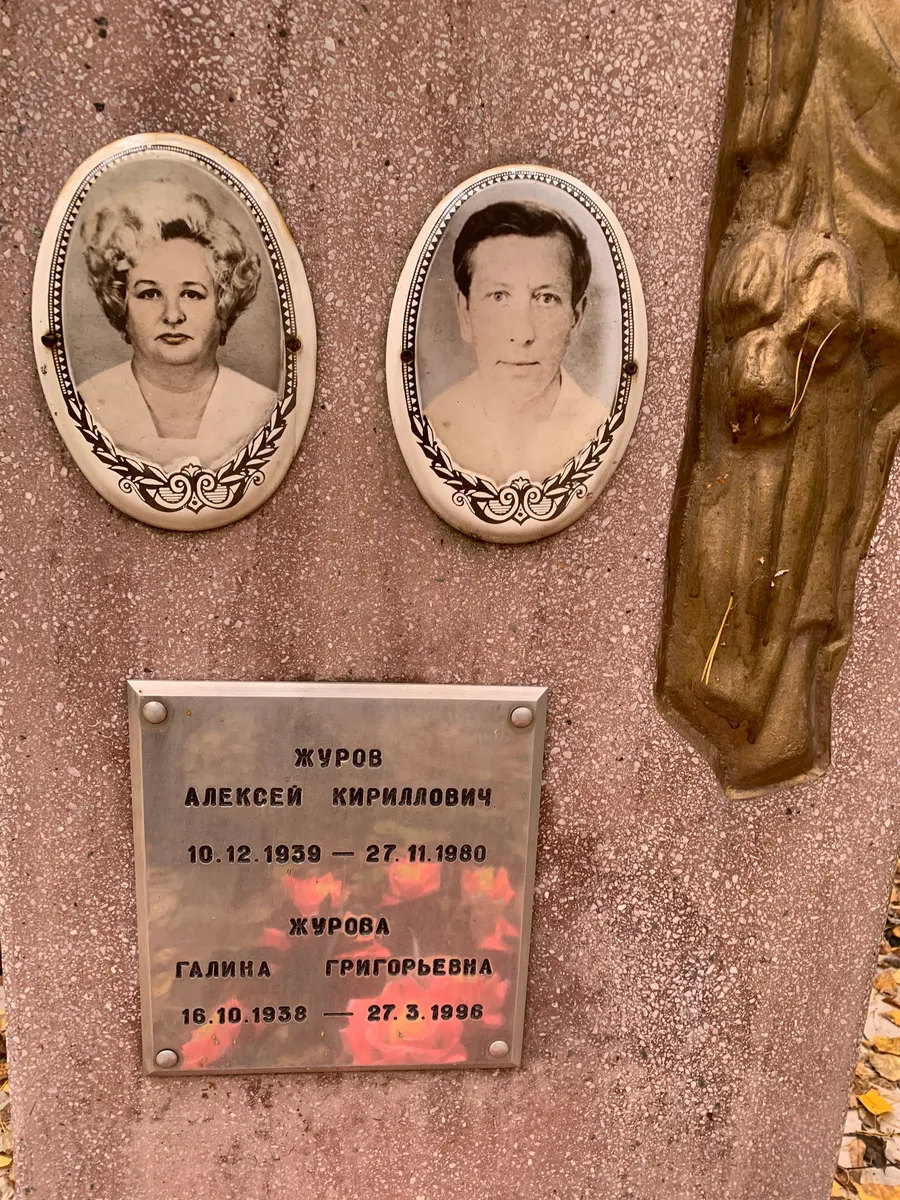 ЖУРОВ
АЛЕКСЕЙ КИРИЛЛОВИЧ
10.12.1939 — 27.11.1980
ЖУРОВА
ГАЛИНА ГРИГОРЬЕВНА
16.10.1938 — 27.3.1996